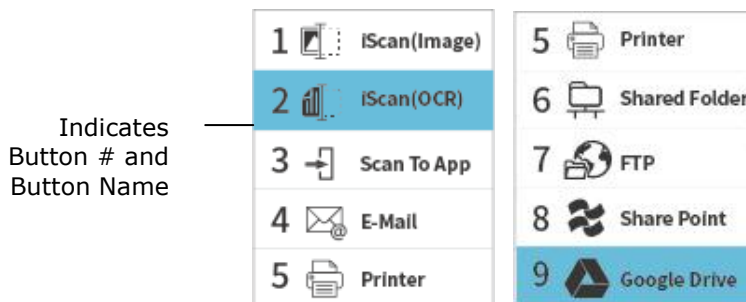 Indicates
Button # and
Button Name
1 iScan(Image)
2 iScan(OCR)
3 Scan To App
4 E-Mail
5 Printer
5 Printer
6 Shared Folder
7 FTP
8 Share Point
9 Google Drive